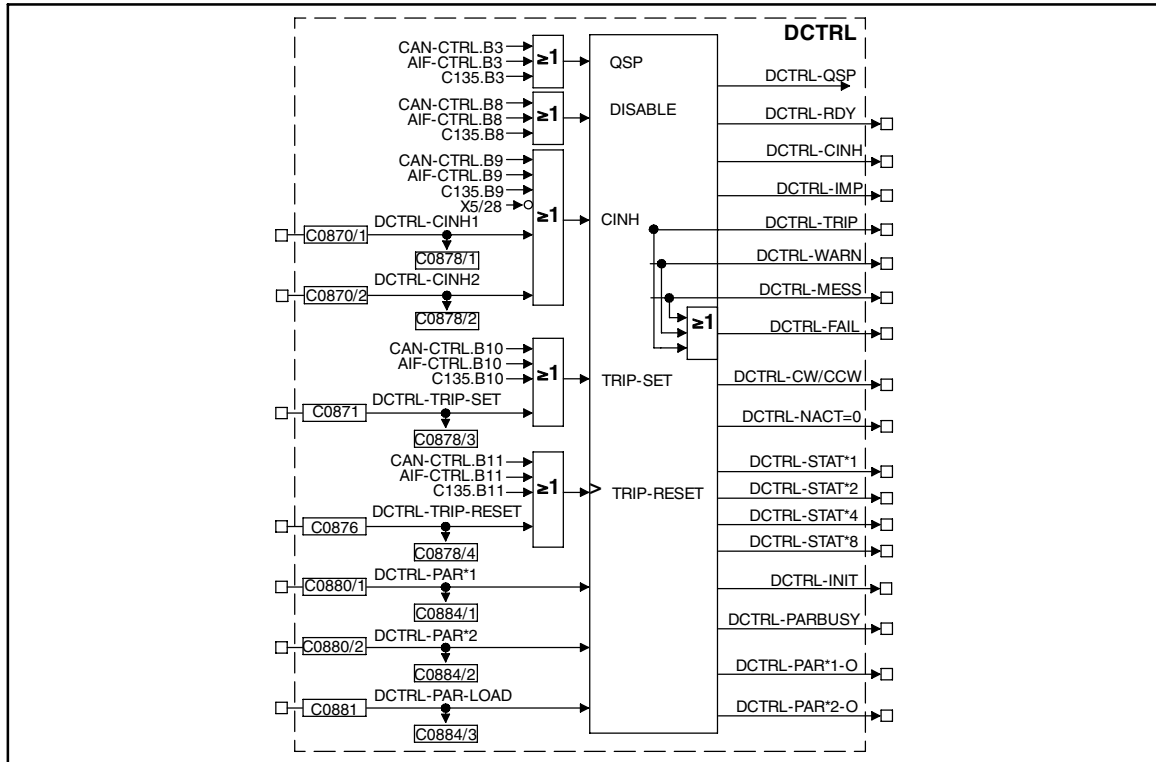 DCTRL
CAN-CTRL.B3
AIF-CTRL.B3
C135.B3
≥1
QSP
CAN-CTRL.B8
AIF-CTRL.B8
C135.B8
≥1
DISABLE
CAN-CTRL.B9
AIF-CTRL.B9
C135.B9
X5/28
≥1
CINH
C0870/1
DCTRL-CINH1
C0878/1
C0870/2
DCTRL-CINH2
C0878/2
CAN-CTRL.B10
AIF-CTRL.B10
C135.B10
≥1
TRIP-SET
C0871
DCTRL-TRIP-SET
C0878/3
CAN-CTRL.B11
AIF-CTRL.B11
C135.B11
≥1
> TRIP-RESET
C0876
DCTRL-TRIP-RESET
C0878/4
C0880/1
DCTRL-PAR*1
C0884/1
C0880/2
DCTRL-PAR*2
C0884/2
C0881
DCTRL-PAR-LOAD
C0884/3
DCTRL-QSP
DCTRL-RDY
DCTRL-CINH
DCTRL-IMP
DCTRL-TRIP
DCTRL-WARN
DCTRL-MESS
≥1
DCTRL-FAIL
DCTRL-CW/CCW
DCTRL-NACT=0
DCTRL-STAT*1
DCTRL-STAT*2
DCTRL-STAT*4
DCTRL-STAT*8
DCTRL-INIT
DCTRL-PARBUSY
DCTRL-PAR*1-O
DCTRL-PAR*2-O